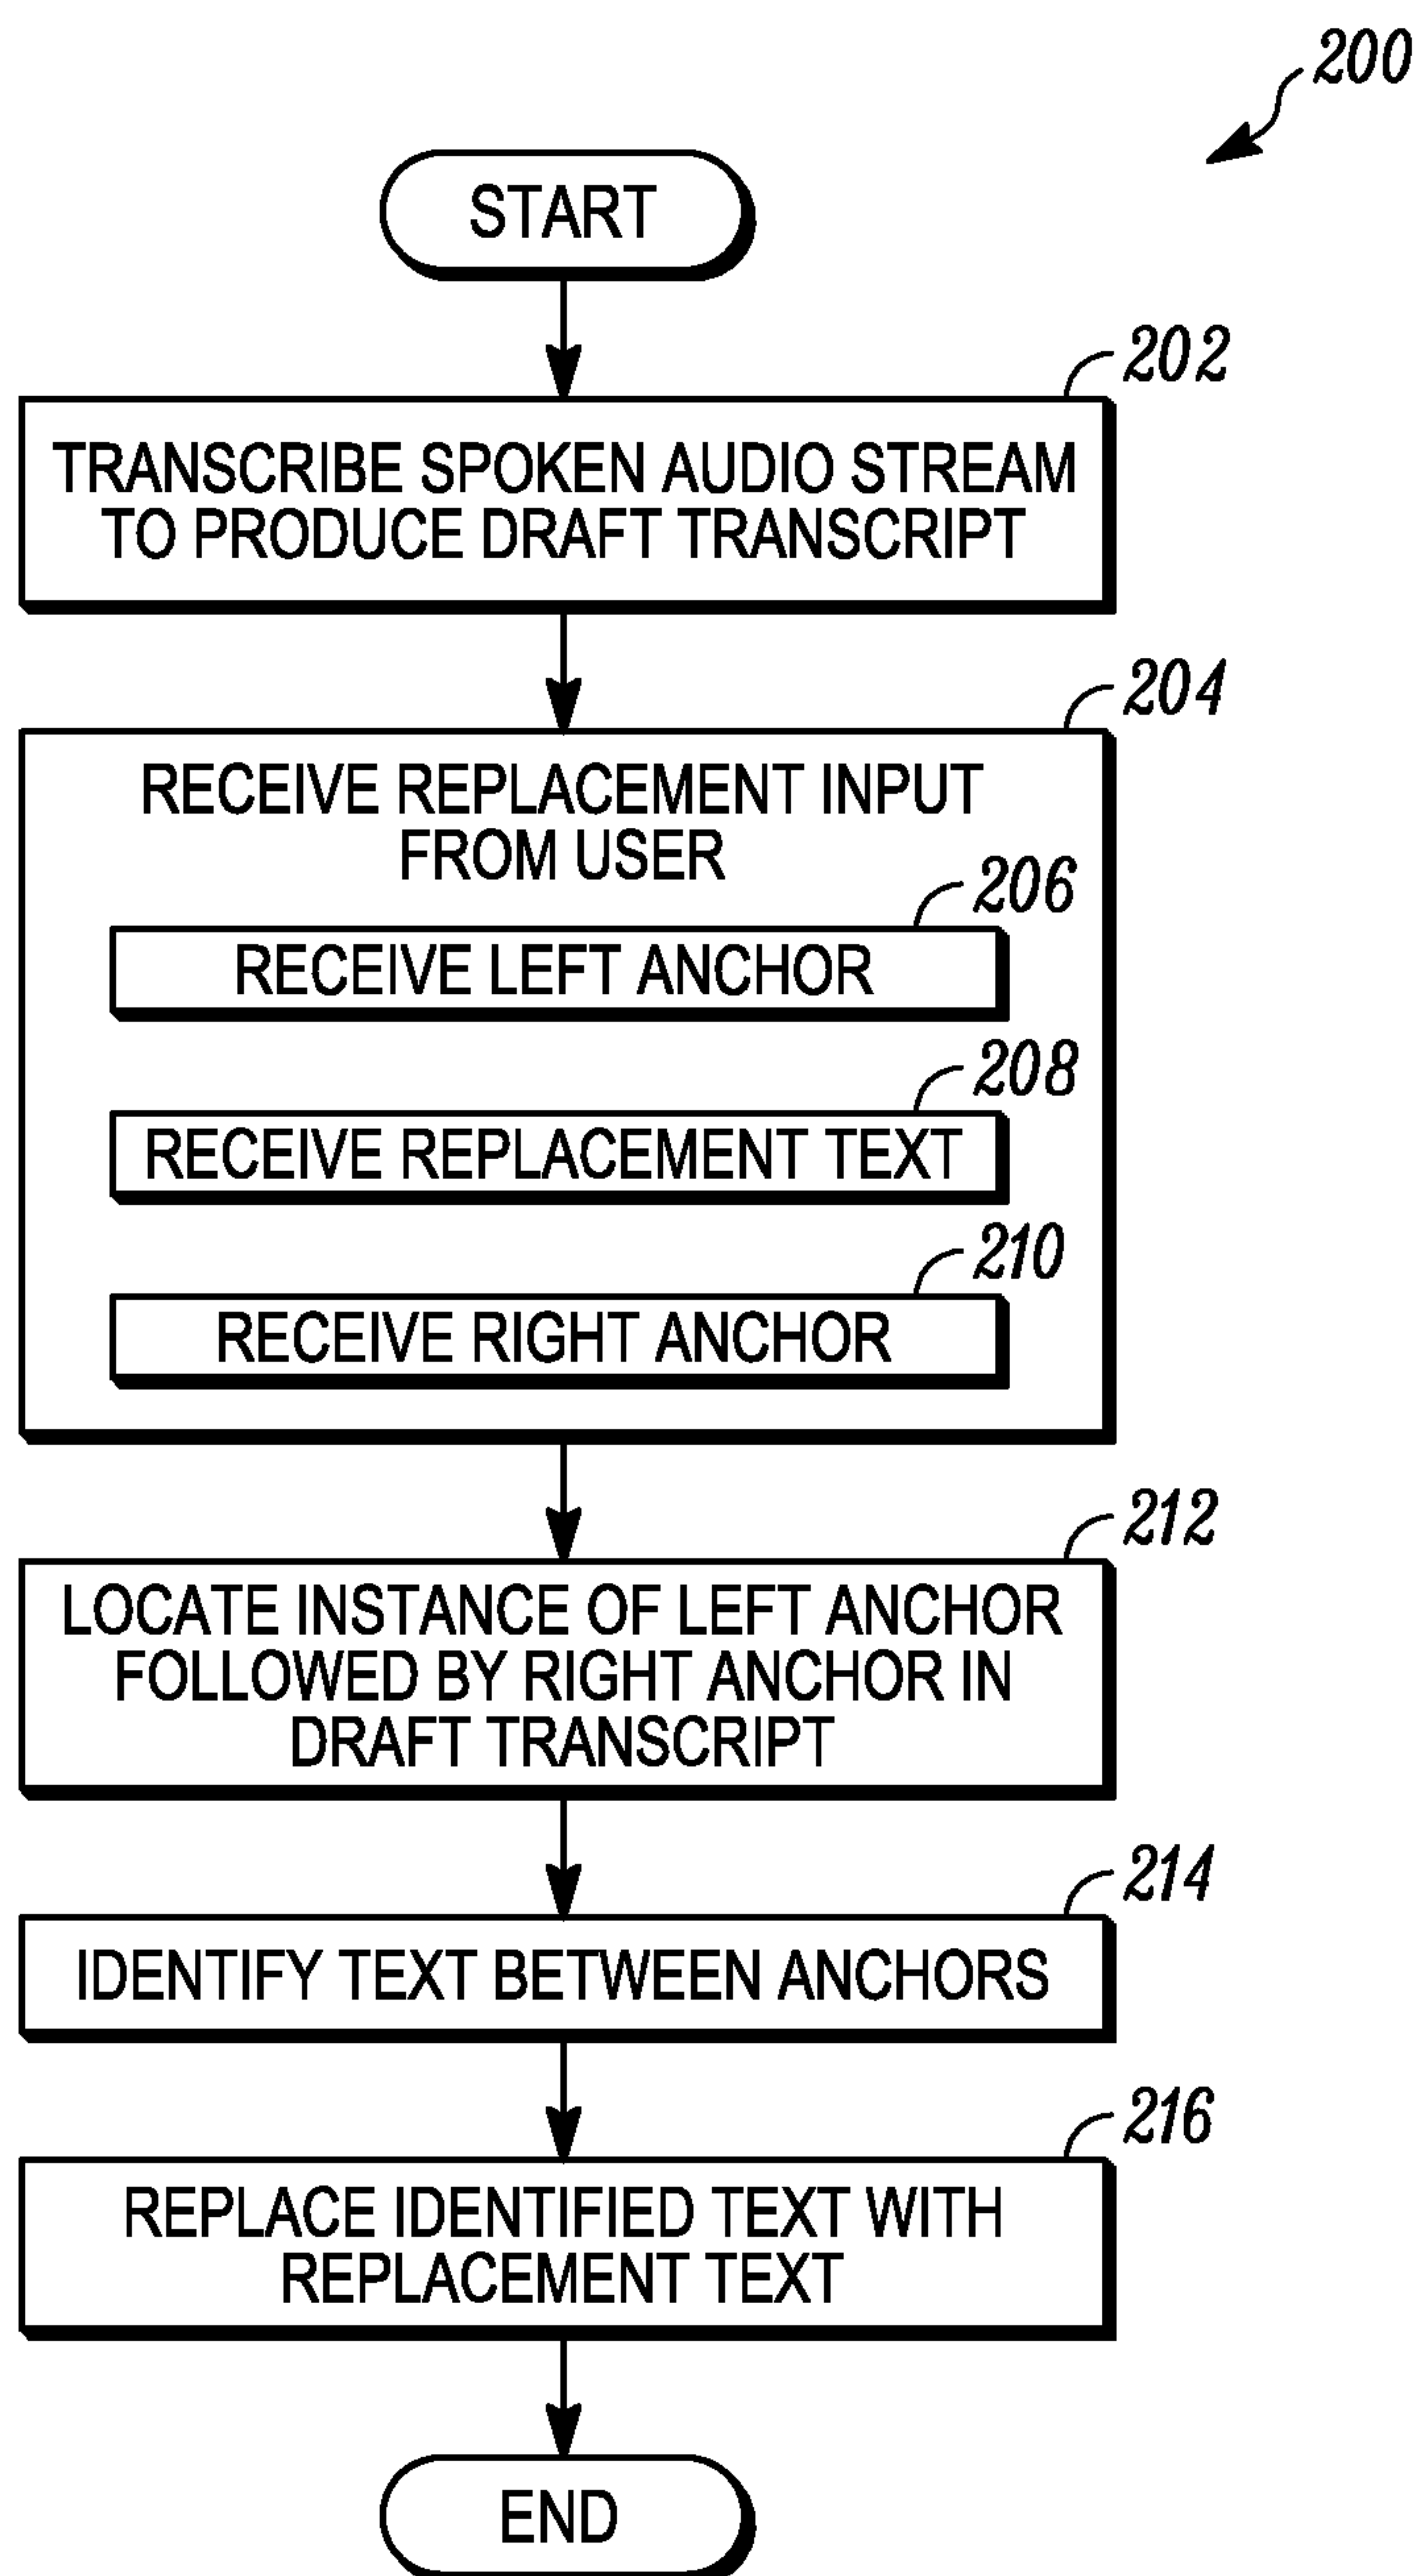 200
START
202
TRANSCRIBE SPOKEN AUDIO STREAM
TO PRODUCE DRAFT TRANSCRIPT
204
RECEIVE REPLACEMENT INPUT
FROM USER
206
RECEIVE LEFT ANCHOR
208
RECEIVE REPLACEMENT TEXT
210
RECEIVE RIGHT ANCHOR
212
LOCATE INSTANCE OF LEFT ANCHOR
FOLLOWED BY RIGHT ANCHOR IN
DRAFT TRANSCRIPT
214
IDENTIFY TEXT BETWEEN ANCHORS
216
REPLACE IDENTIFIED TEXT WITH
REPLACEMENT TEXT
END